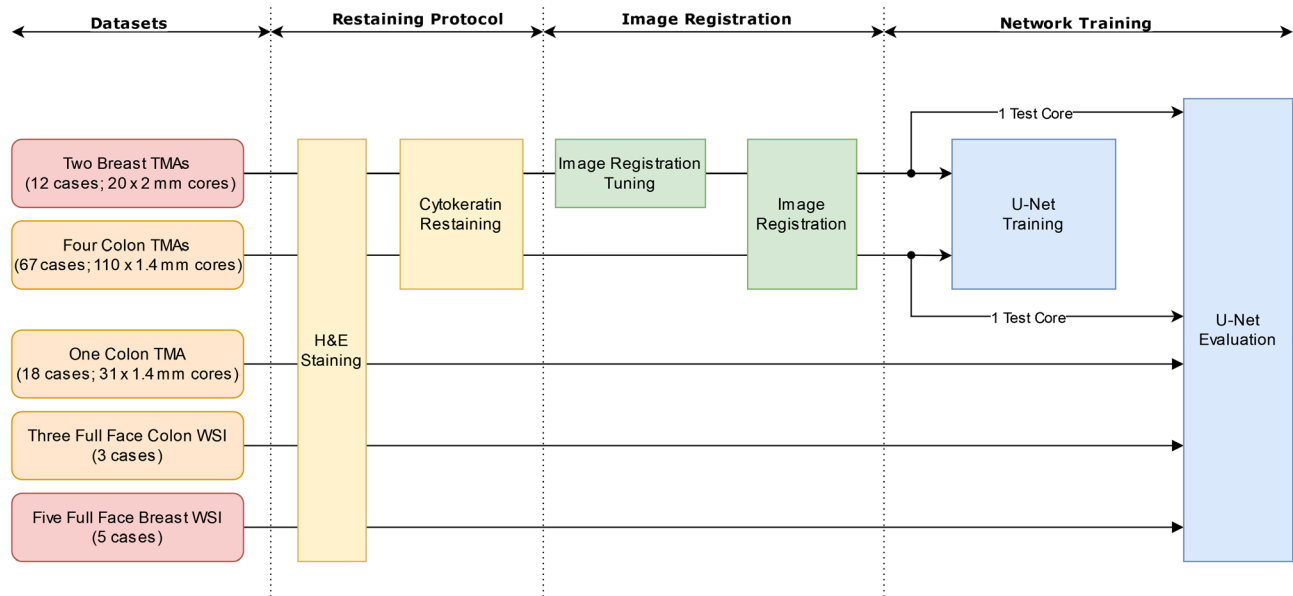 Datasets
Restaining Protocol
Image Registration
Network Training
Two Breast TMAs
(12 cases; 20 x 2 mm cores)
Four Colon TMAs
(67 cases; 110 x 1.4 mm cores)
One Colon TMA
(18 cases; 31 x 1.4 mm cores)
Three Full Face Colon WSI
(3 cases)
Five Full Face Breast WSI
(5 cases)
H&E
Staining
Cytokeratin
Restaining
Image Registration
Tuning
Image
Registration
1 Test Core
U-Net
Training
1 Test Core
U-Net
Evaluation